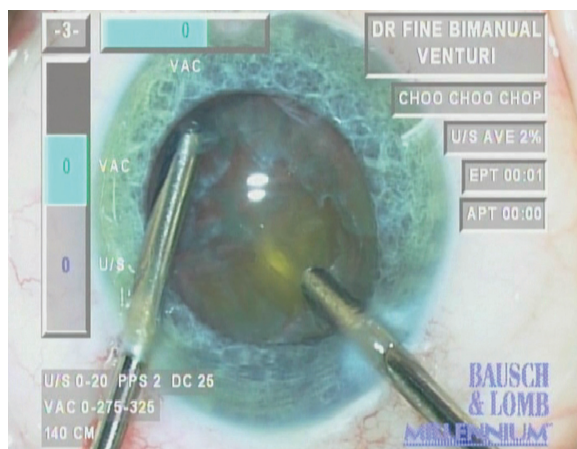 -3-
0
VAC
DR FINE BIMANUAL
VENTURI
CHOO CHOO CHOP
U/S AVE 2%
EPT 00:01
APT 00:00
0 VAC
0 U/S
U/S 0-20 PPS 2 DC 25
VAC 0-275-325
140 CM
BAUSCH
& LOMB
MILLENNIUM